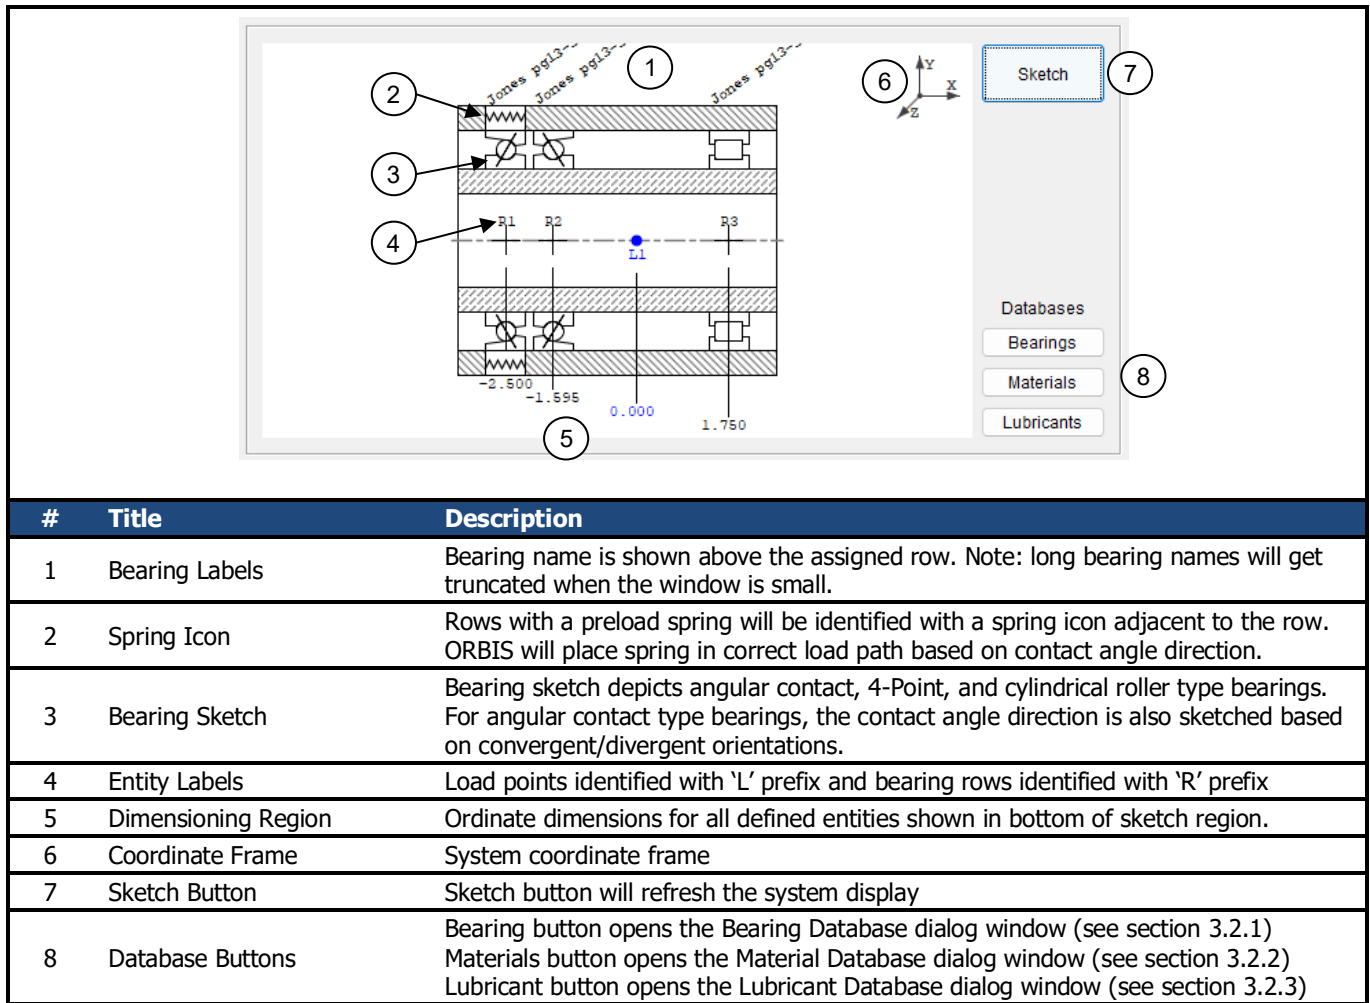 Jones pgl3-
Jones pgl3-
Jones pgl3-
1
2
3
4
5
6
7
8
Y
X
Z
Sketch
R1
R2
R3
L1
-2.500
-1.595
0.000
1.750
Databases
Bearings
Materials
Lubricants
# Title Description
1 Bearing Labels Bearing name is shown above the assigned row. Note: long bearing names will get
truncated when the window is small.
2 Spring Icon Rows with a preload spring will be identified with a spring icon adjacent to the row.
ORBIS will place spring in correct load path based on contact angle direction.
3 Bearing Sketch Bearing sketch depicts angular contact, 4-Point, and cylindrical roller type bearings.
For angular contact type bearings, the contact angle direction is also sketched based
on convergent/divergent orientations.
4 Entity Labels Load points identified with ‘L’ prefix and bearing rows identified with ‘R’ prefix
5 Dimensioning Region Ordinate dimensions for all defined entities shown in bottom of sketch region.
6 Coordinate Frame System coordinate frame
7 Sketch Button Sketch button will refresh the system display
8 Database Buttons Bearing button opens the Bearing Database dialog window (see section 3.2.1)
Materials button opens the Material Database dialog window (see section 3.2.2)
Lubricant button opens the Lubricant Database dialog window (see section 3.2.3)